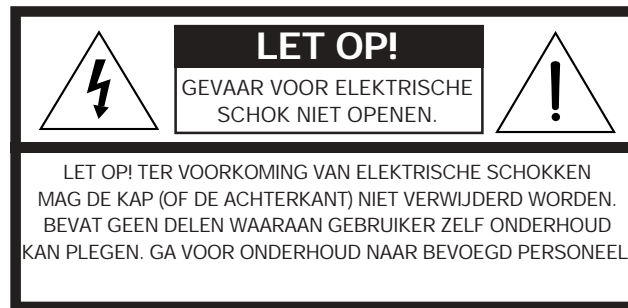 LET OP!
GEVAAR VOOR ELEKTRISCHE
SCHOK NIET OPENEN.
LET OP! TER VOORKOMING VAN ELEKTRISCHE SCHOKKEN
MAG DE KAP (OF DE ACHTERKANT) NIET VERWIJDERD WORDEN.
BEVAT GEEN DELEN WAARAAN GEBRUIKER ZELF ONDERHOUD
KAN PLEGEN. GA VOOR ONDERHOUD NAAR BEVOEGD PERSONEEL